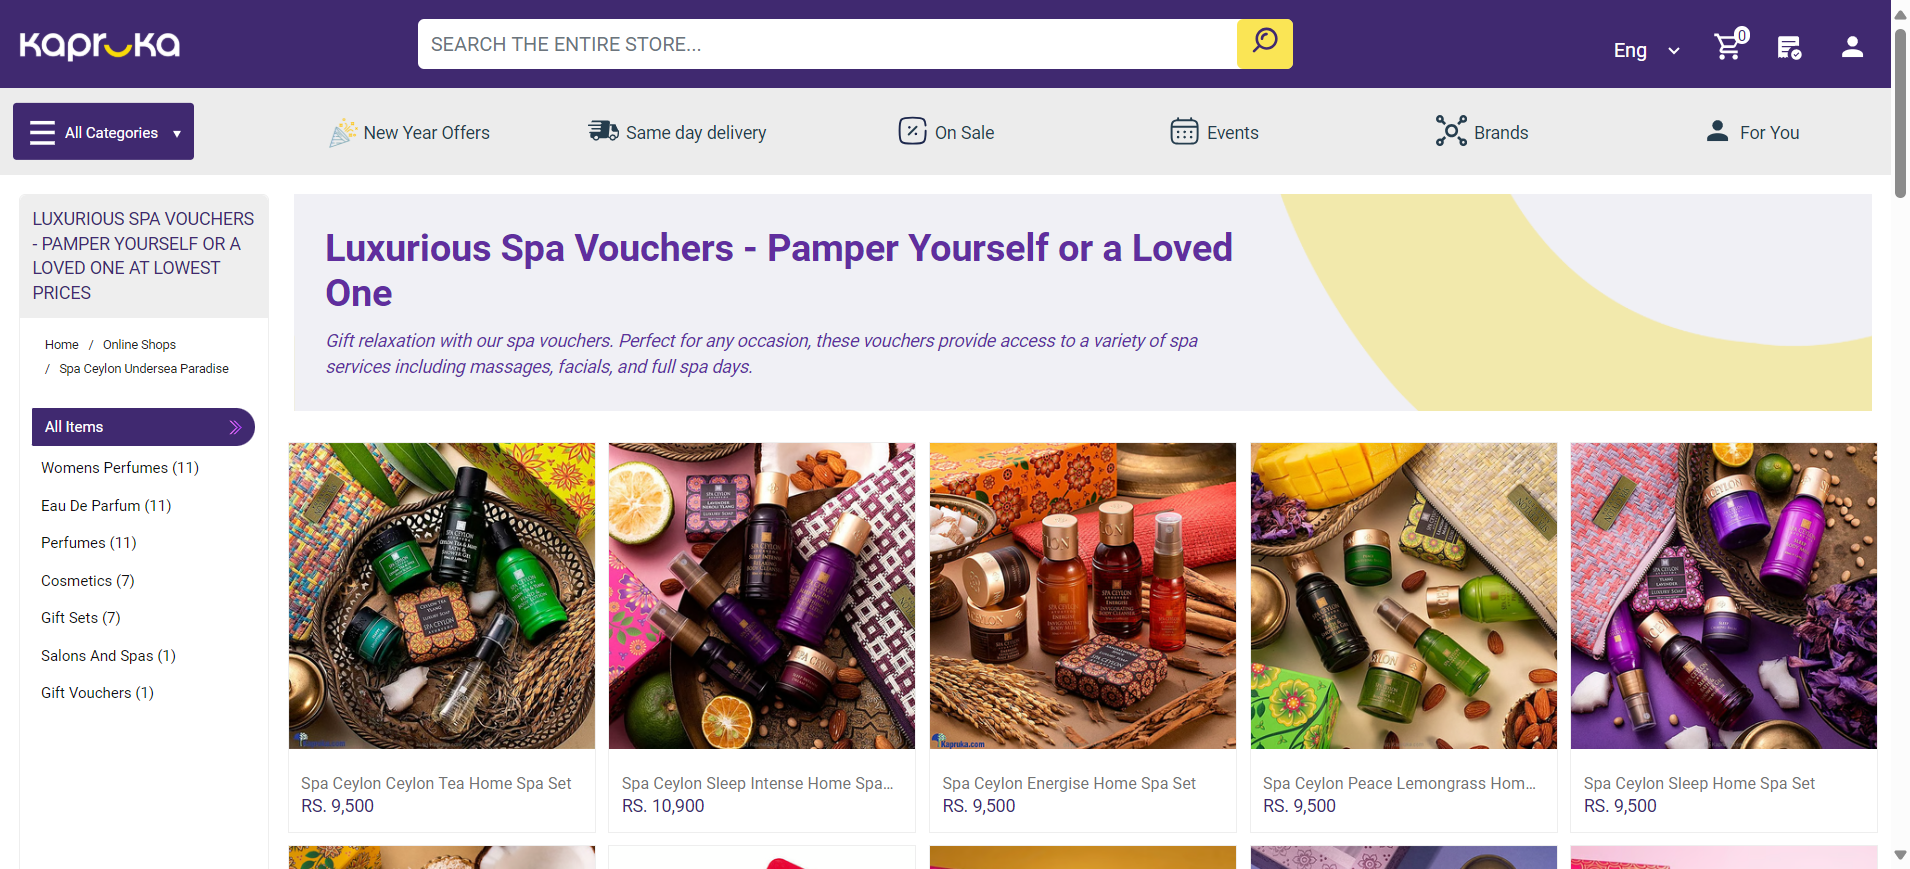 Kapruka
SEARCH THE ENTIRE STORE...
Eng
0
All Categories
New Year Offers
Same day delivery
On Sale
Events
Brands
For You
LUXURIOUS SPA VOUCHERS
- PAMPER YOURSELF OR A
LOVED ONE AT LOWEST
PRICES
Home / Online Shops
/ Spa Ceylon Undersea Paradise
All Items
Womens Perfumes (11)
Eau De Parfum (11)
Perfumes (11)
Cosmetics (7)
Gift Sets (7)
Salons And Spas (1)
Gift Vouchers (1)
Luxurious Spa Vouchers - Pamper Yourself or a Loved
One
Gift relaxation with our spa vouchers. Perfect for any occasion, these vouchers provide access to a variety of spa
services including massages, facials, and full spa days.
Spa Ceylon Ceylon Tea Home Spa Set
RS. 9,500
Spa Ceylon Sleep Intense Home Spa...
RS. 10,900
Spa Ceylon Energise Home Spa Set
RS. 9,500
Spa Ceylon Peace Lemongrass Hom...
RS. 9,500
Spa Ceylon Sleep Home Spa Set
RS. 9,500